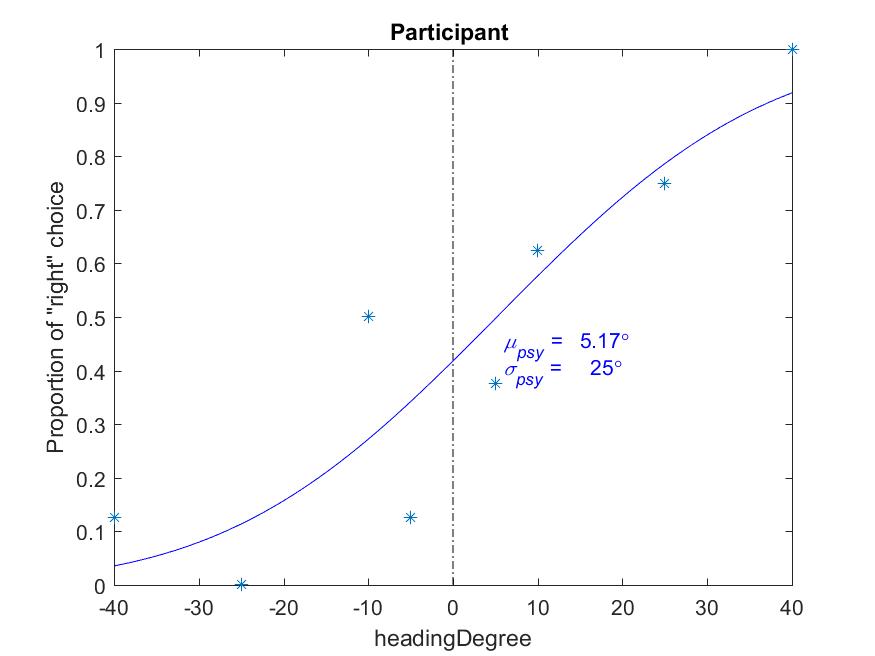 Participant
Proportion of "right" choice
1
0.9
0.8
0.7
0.6
0.5
0.4
0.3
0.2
0.1
0
μpsy = 5.17°
σpsy = 25°
-40 -30 -20 -10 0 10 20 30 40
headingDegree